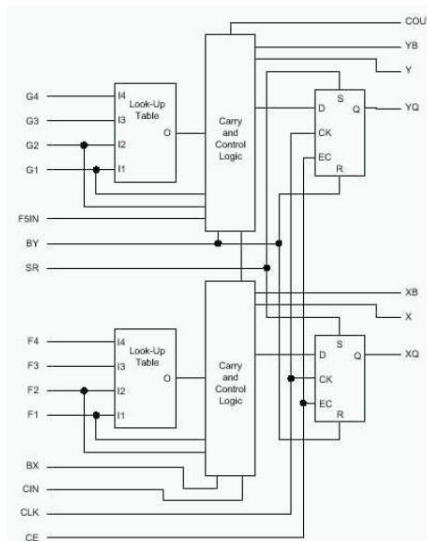 COU
YB
Y
G4
G3
G2
G1
F5IN
BY
SR
I4
I3
I2
I1
Look-Up
Table
O
Carry
and
Control
Logic
S
D
Q
CK
EC
R
YQ
XB
X
F4
F3
F2
F1
BX
CIN
CLK
CE
I4
I3
I2
I1
Look-Up
Table
O
Carry
and
Control
Logic
S
D
Q
CK
EC
R
XQ